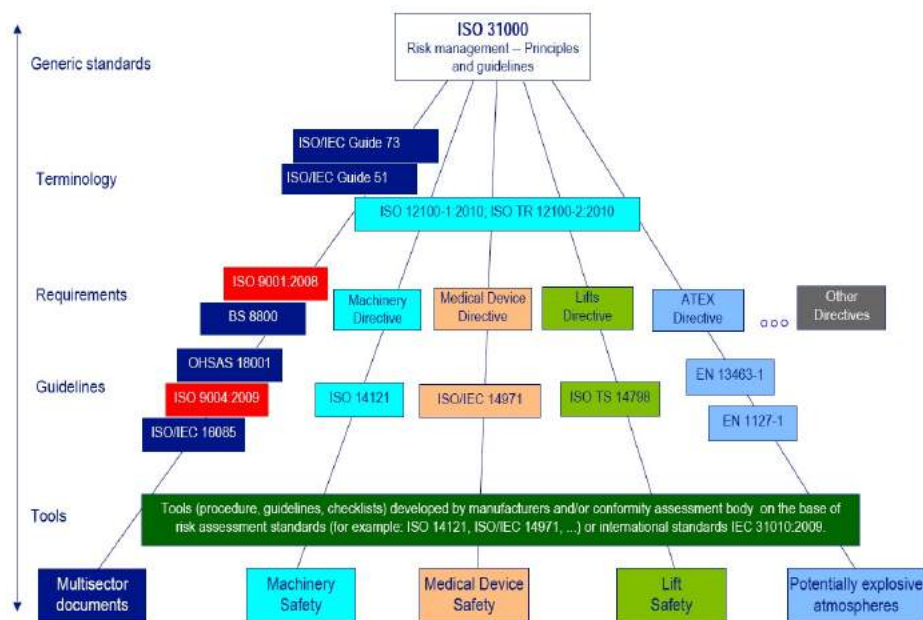 ISO 31000
Risk management – Principles
and guidelines
Generic standards
ISO/IEC Guide 73
Terminology
ISO/IEC Guide 51
ISO 12100-1:2010; ISO TR 12100-2:2010
ISO 9001:2008
Requirements
BS 8800
Machinery
Directive
Medical Device
Directive
Lifts
Directive
ATEX
Directive
ooo
Other
Directives
OHSAS 18001
Guidelines
ISO 9004:2009
ISO/IEC 16085
ISO 14121
ISO/IEC 14971
ISO TS 14798
EN 13463-1
EN 1127-1
Tools
Tools (procedure, guidelines, checklists) developed by manufacturers and/or conformity assessment body on the base of
risk assessment standards (for example: ISO 14121, ISO/IEC 14971, ...) or international standards IEC 31010:2009.
Multisector
documents
Machinery
Safety
Medical Device
Safety
Lift
Safety
Potentially explosive
atmospheres